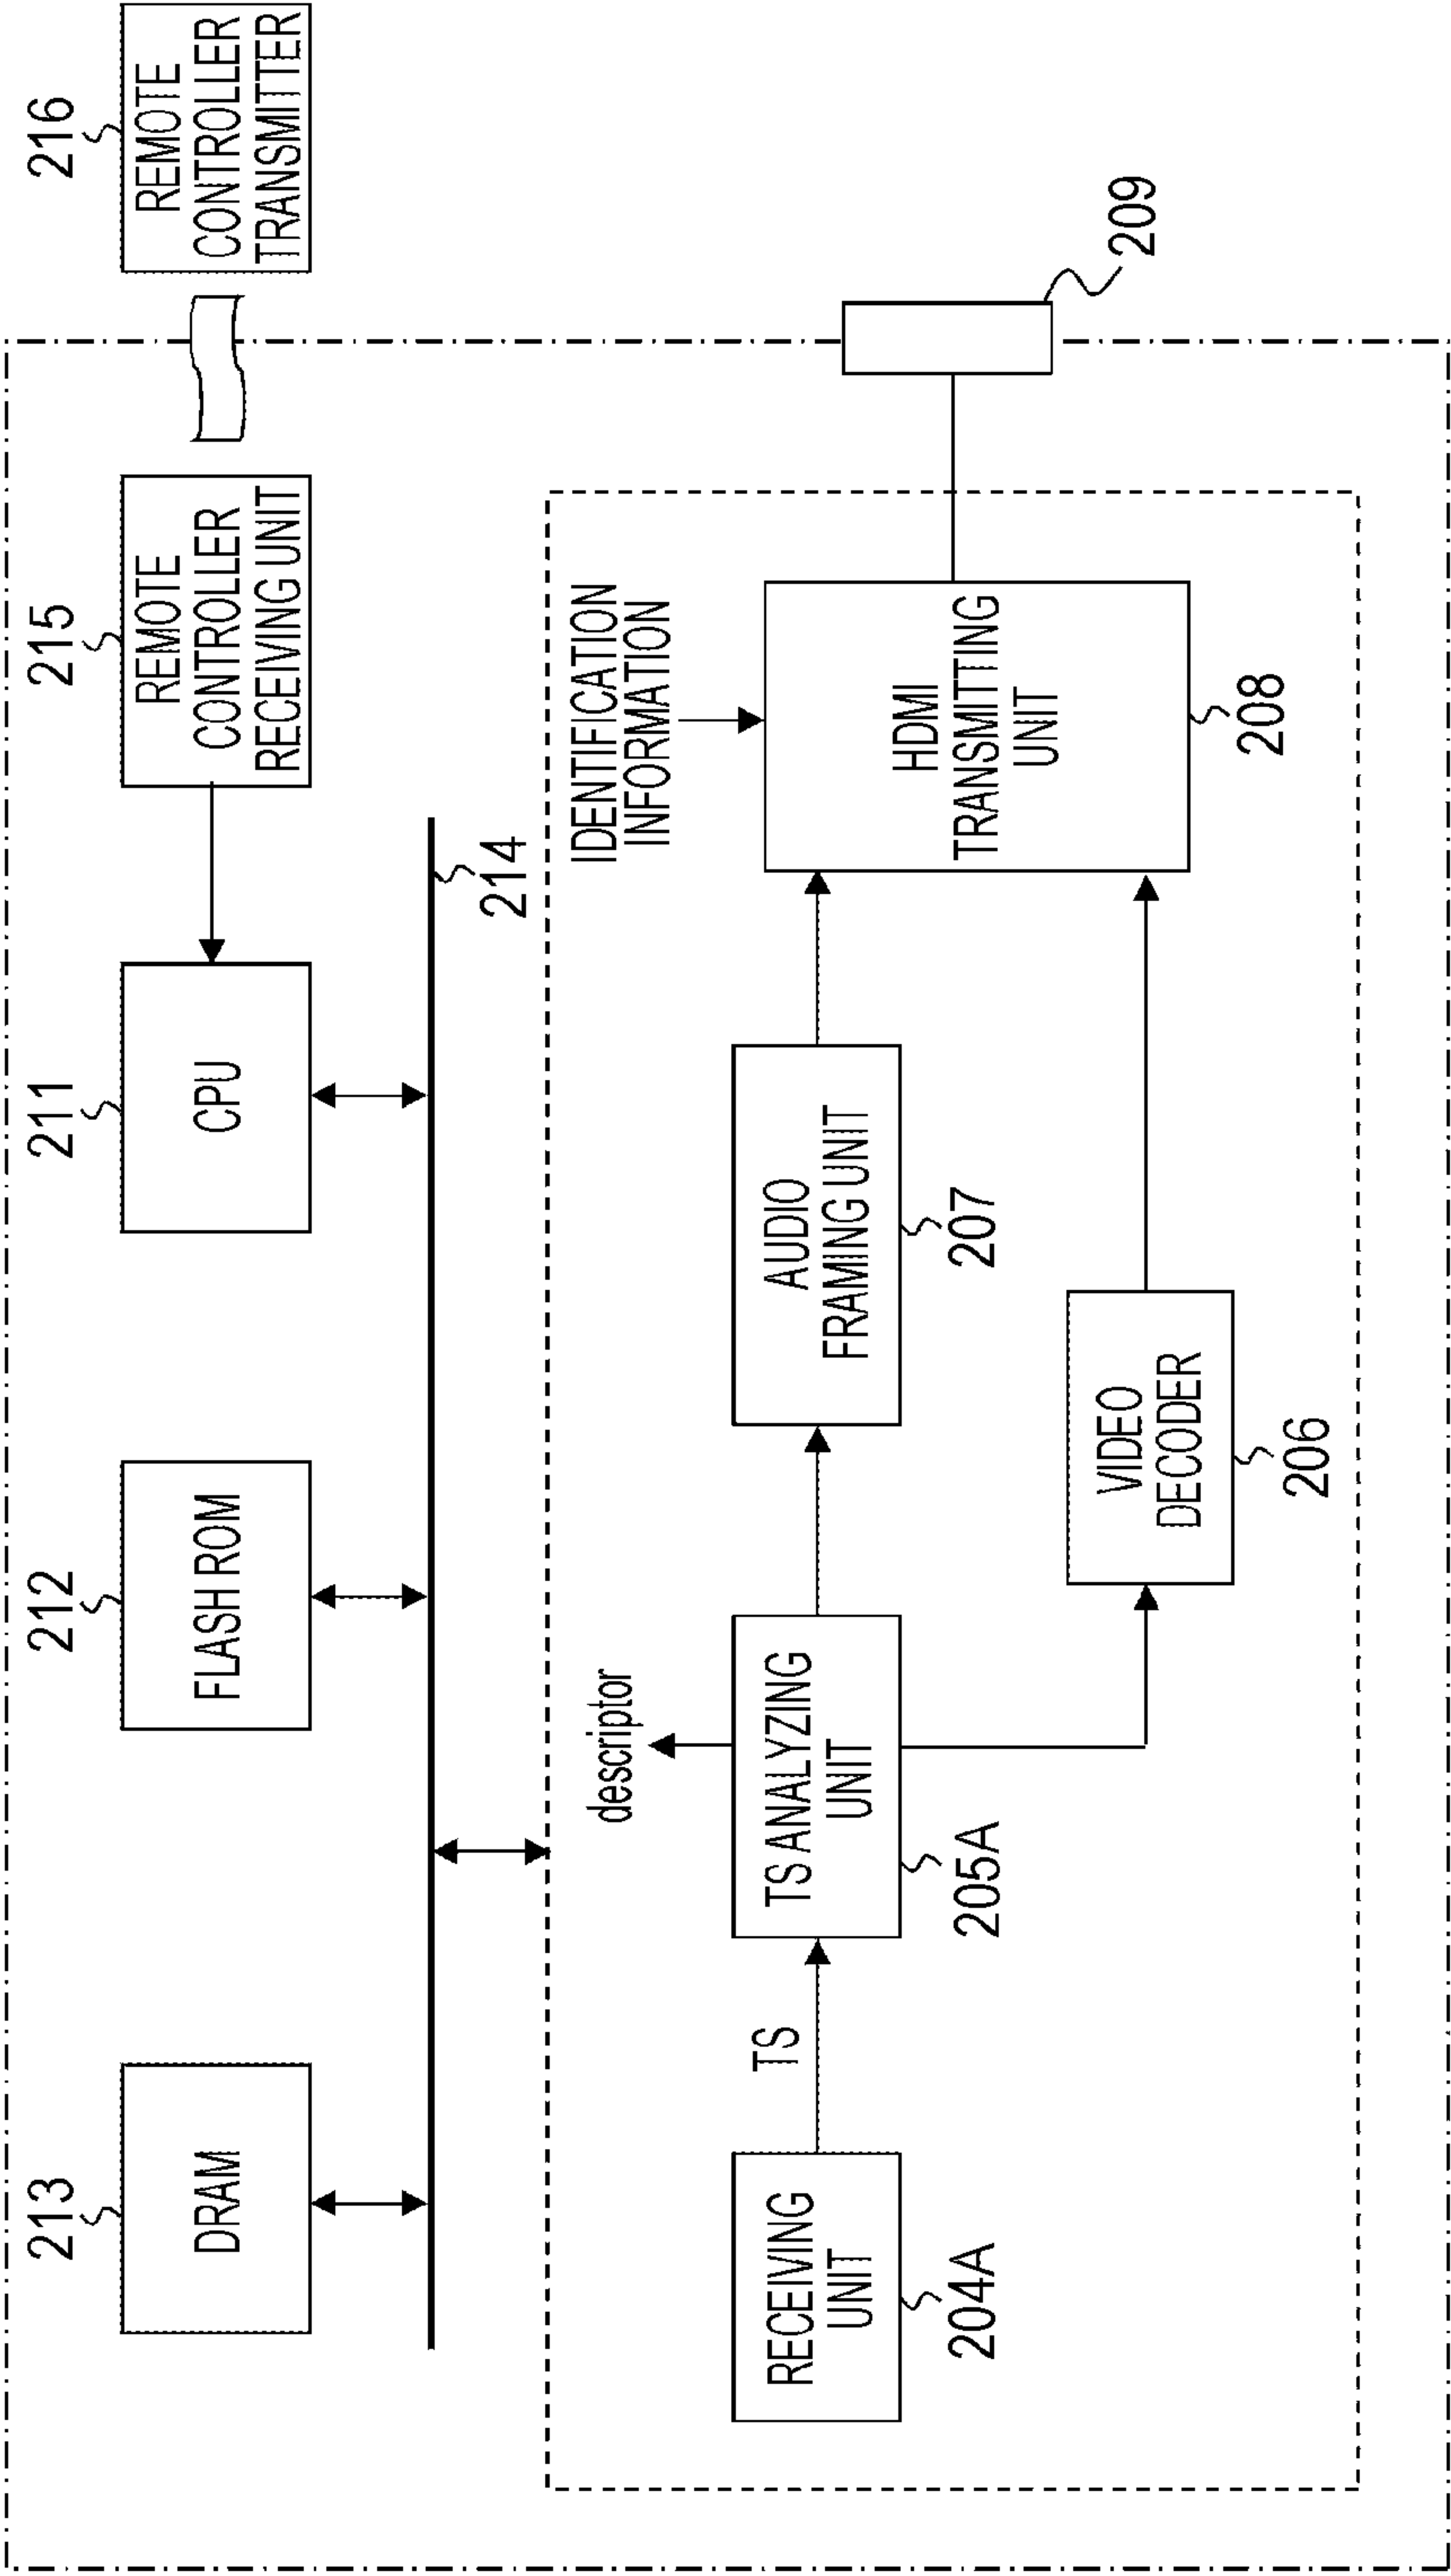 213
212
211
215
216
DRAM
FLASH ROM
CPU
REMOTE
CONTROLLER
RECEIVING UNIT
REMOTE
CONTROLLER
TRANSMITTER
214
descriptor
IDENTIFICATION
INFORMATION
RECEIVING
UNIT
204A
TS
TS ANALYZING
UNIT
205A
AUDIO
FRAMING UNIT
207
HDMI
TRANSMITTING
UNIT
208
209
VIDEO
DECODER
206